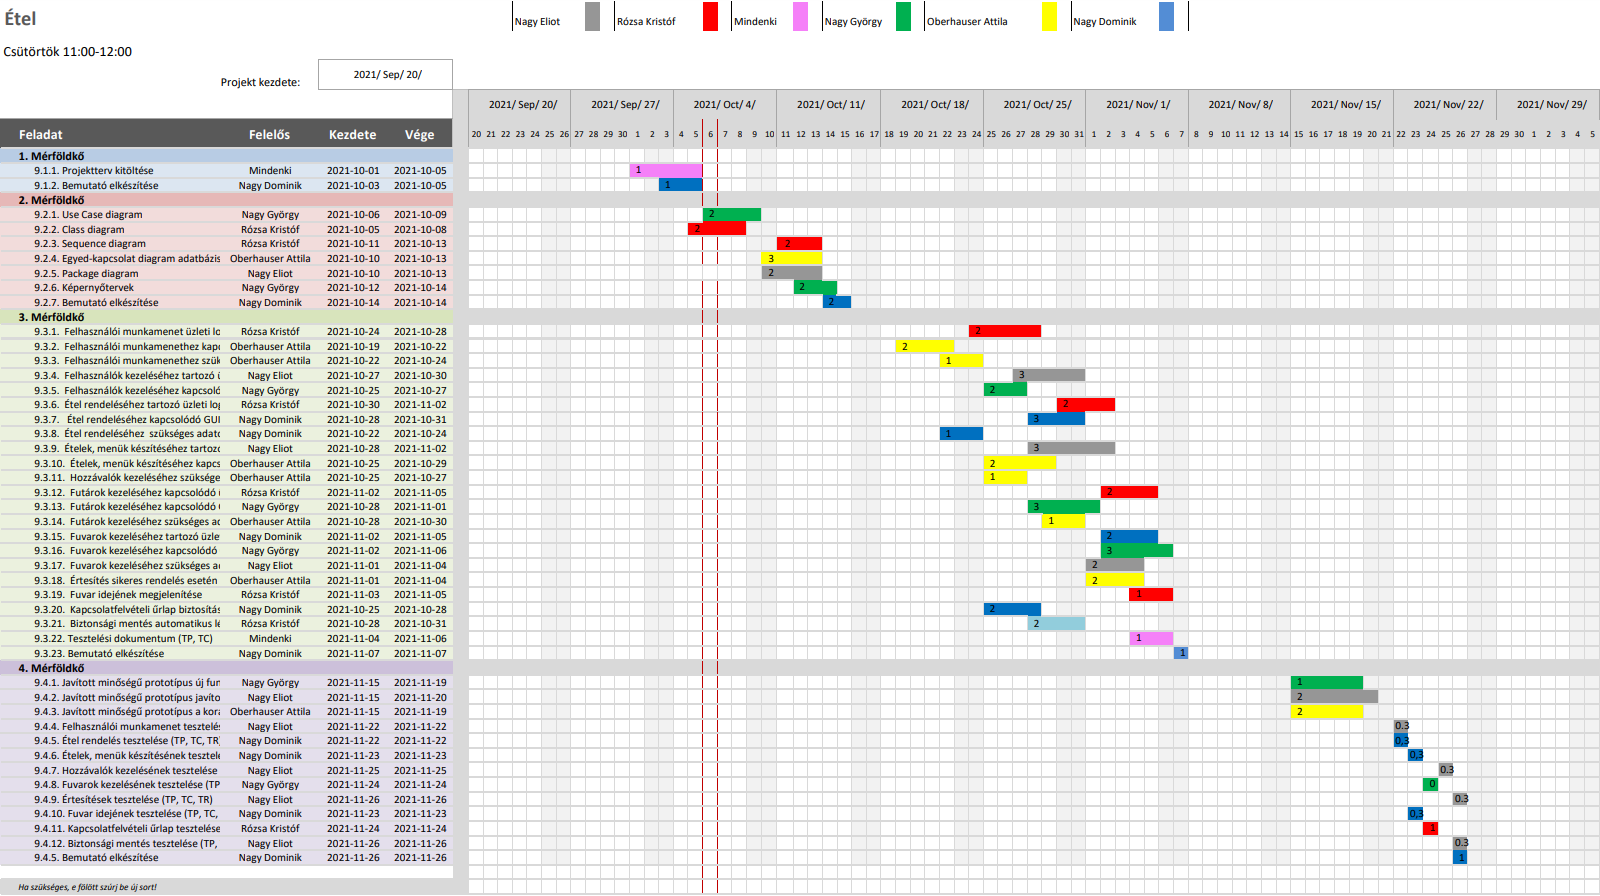 Étel
Nagy Eliot Rózsa Kristóf Mindenki Nagy György Oberhauser Attila Nagy Dominik
Csütörtök 11:00-12:00
Projekt kezdete: 2021/ Sep/ 20/
2021/ Sep/ 20/ 2021/ Sep/ 27/ 2021/ Oct/ 4/ 2021/ Oct/ 11/ 2021/ Oct/ 18/ 2021/ Oct/ 25/ 2021/ Nov/ 1/ 2021/ Nov/ 8/ 2021/ Nov/ 15/ 2021/ Nov/ 22/ 2021/ Nov/ 29/
Feladat Felelős Kezdete Vége 20 21 22 23 24 25 26 27 28 29 30 1 2 3 4 5 6 7 8 9 10 11 12 13 14 15 16 17 18 19 20 21 22 23 24 25 26 27 28 29 30 31 1 2 3 4 5 6 7 8 9 10 11 12 13 14 15 16 17 18 19 20 21 22 23 24 25 26 27 28 29 30 1 2 3 4 5
1. Mérföldkő
9.1.1. Projektterv kitöltése Mindenki 2021-10-01 2021-10-05 1
9.1.2. Bemutató elkészítése Nagy Dominik 2021-10-03 2021-10-05 1
2. Mérföldkő
9.2.1. Use Case diagram Nagy György 2021-10-06 2021-10-09 2
9.2.2. Class diagram Rózsa Kristóf 2021-10-05 2021-10-08 2
9.2.3. Sequence diagram Rózsa Kristóf 2021-10-11 2021-10-13 2
9.2.4. Egyed-kapcsolat diagram adatbázis Oberhauser Attila 2021-10-10 2021-10-13 3
9.2.5. Package diagram Nagy Eliot 2021-10-10 2021-10-13 2
9.2.6. Képernyőtervek Nagy György 2021-10-12 2021-10-14 2
9.2.7. Bemutató elkészítése Nagy Dominik 2021-10-14 2021-10-14 2
3. Mérföldkő
9.3.1. Felhasználói munkamenet üzleti lo Rózsa Kristóf 2021-10-24 2021-10-28 2
9.3.2. Felhasználói munkamenethez kapc Oberhauser Attila 2021-10-19 2021-10-22 2
9.3.3. Felhasználói munkamenethez szük Oberhauser Attila 2021-10-22 2021-10-24 1
9.3.4. Felhasználók kezeléséhez tartozó ü Nagy Eliot 2021-10-27 2021-10-30 3
9.3.5. Felhasználók kezeléséhez kapcsoló Nagy György 2021-10-25 2021-10-27 2
9.3.6. Étel rendeléséhez tartozó üzleti log Rózsa Kristóf 2021-10-30 2021-11-02 2
9.3.7. Étel rendeléséhez kapcsolódó GUI Nagy Dominik 2021-10-28 2021-10-31 3
9.3.8. Étel rendeléséhez szükséges adatc Nagy Dominik 2021-10-22 2021-10-24 1
9.3.9. Ételek, menük készítéséhez tartozc Nagy Eliot 2021-10-28 2021-11-02 3
9.3.10. Ételek, menük készítéséhez kapcs Oberhauser Attila 2021-10-25 2021-10-29 2
9.3.11. Hozzávalók kezeléséhez szüksége Oberhauser Attila 2021-10-25 2021-10-27 1
9.3.12. Futárok kezeléséhez kapcsolódó Rózsa Kristóf 2021-11-02 2021-11-05 2
9.3.13. Futárok kezeléséhez kapcsolódó Nagy György 2021-10-28 2021-11-01 3
9.3.14. Futárok kezeléséhez szükséges ac Oberhauser Attila 2021-10-28 2021-10-30 1
9.3.15. Fuvarok kezeléséhez tartozó üzle Nagy Dominik 2021-11-02 2021-11-05 2
9.3.16. Fuvarok kezeléséhez kapcsolódó Nagy György 2021-11-02 2021-11-06 3
9.3.17. Fuvarok kezeléséhez szükséges a Nagy Eliot 2021-11-01 2021-11-04 2
9.3.18. Értesítés sikeres rendelés esetén Oberhauser Attila 2021-11-01 2021-11-04 2
9.3.19. Fuvar idejének megjelenítése Rózsa Kristóf 2021-11-03 2021-11-05 1
9.3.20. Kapcsolatfelvételi űrlap biztosítás Nagy Dominik 2021-10-25 2021-10-28 2
9.3.21. Biztonsági mentés automatikus lé Rózsa Kristóf 2021-10-28 2021-10-31 2
9.3.22. Tesztelési dokumentum (TP, TC) Mindenki 2021-11-04 2021-11-06 1
9.3.23. Bemutató elkészítése Nagy Dominik 2021-11-07 2021-11-07 1
4. Mérföldkő
9.4.1. Javított minőségű prototípus új fun Nagy György 2021-11-15 2021-11-19 1
9.4.2. Javított minőségű prototípus javíto Nagy Eliot 2021-11-15 2021-11-20 2
9.4.3. Javított minőségű prototípus a kora Oberhauser Attila 2021-11-15 2021-11-19 2
9.4.4. Felhasználói munkamenet tesztelés Nagy Eliot 2021-11-22 2021-11-22 0.3
9.4.5. Étel rendelés tesztelése (TP, TC, TR) Nagy Dominik 2021-11-22 2021-11-22 0,3
9.4.6. Ételek, menük készítésének tesztele Nagy Dominik 2021-11-23 2021-11-23 0,3
9.4.7. Hozzávalók kezelésének tesztelése Nagy Eliot 2021-11-25 2021-11-25 0.3
9.4.8. Fuvarok kezelésének tesztelése (TP Nagy György 2021-11-24 2021-11-24 0
9.4.9. Értesítések tesztelése (TP, TC, TR) Nagy Eliot 2021-11-26 2021-11-26 0.3
9.4.10. Fuvar idejének tesztelése (TP, TC, Nagy Dominik 2021-11-23 2021-11-23 0,3
9.4.11. Kapcsolatfelvételi űrlap tesztelése Rózsa Kristóf 2021-11-24 2021-11-24 1
9.4.12. Biztonsági mentés tesztelése (TP, Nagy Eliot 2021-11-26 2021-11-26 0.3
9.4.5. Bemutató elkészítése Nagy Dominik 2021-11-26 2021-11-26 1
Ha szükséges, e fölött szúrj be új sort!